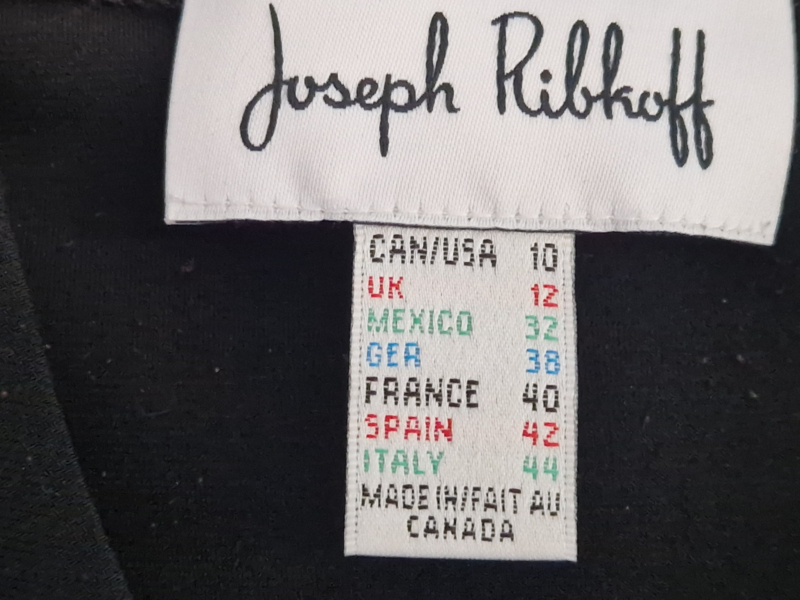 Joseph Ribkoff
CAN/USA 10
UK 12
MEXICO 32
GER 38
FRANCE 40
SPAIN 42
ITALY 44
MADE IN/FAIT AU
CANADA